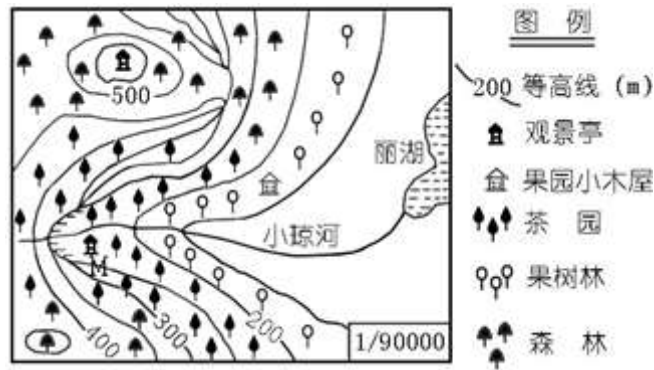 500
丽湖
小琼河
M
400
300
200
1/90000
图 例
200 等高线 (m)
观景亭
果园小木屋
茶 园
果树林
森 林